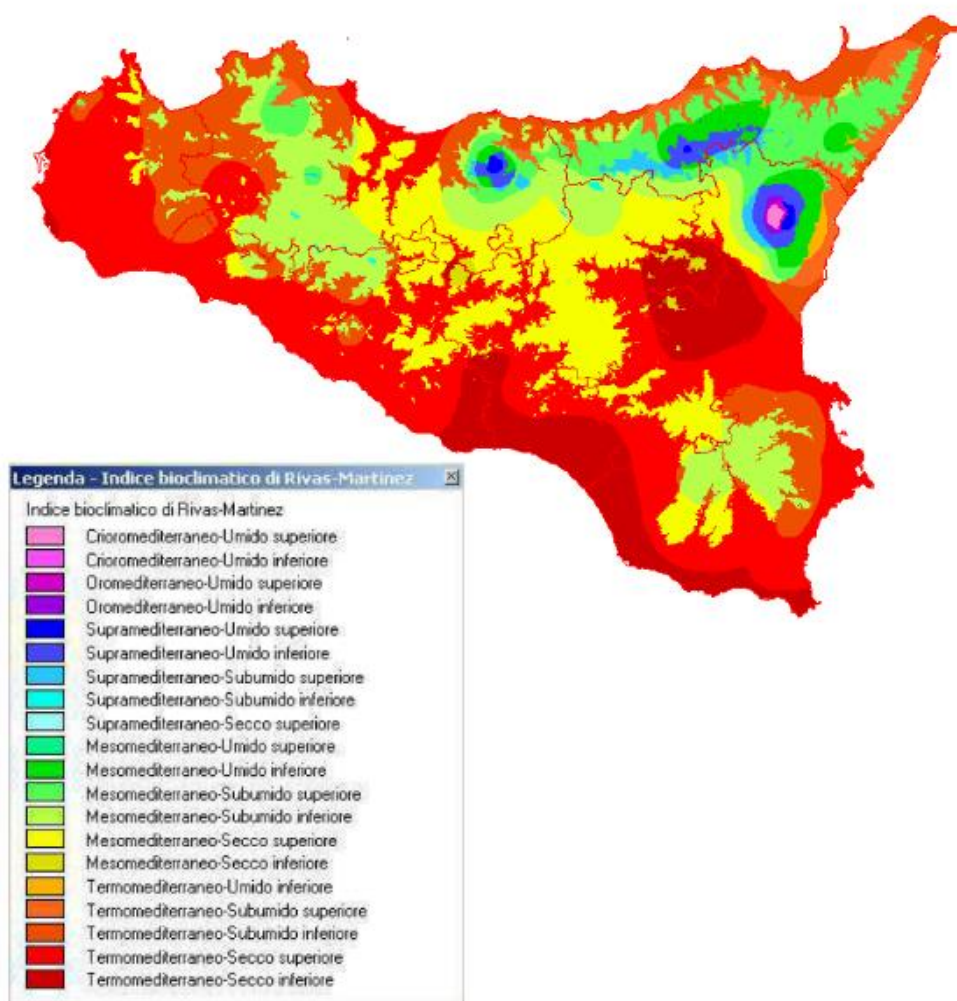 Legenda - Indice bioclimatico di Rivas-Martinez
Indice bioclimatico di Rivas-Martinez
Crioromediterraneo-Umido superiore
Crioromediterraneo-Umido inferiore
Oromediterraneo-Umido superiore
Oromediterraneo-Umido inferiore
Supramediterraneo-Umido superiore
Supramediterraneo-Umido inferiore
Supramediterraneo-Subumido superiore
Supramediterraneo-Subumido inferiore
Supramediterraneo-Secco superiore
Mesomediterraneo-Umido superiore
Mesomediterraneo-Umido inferiore
Mesomediterraneo-Subumido superiore
Mesomediterraneo-Subumido inferiore
Mesomediterraneo-Secco superiore
Mesomediterraneo-Secco inferiore
Termomediterraneo-Umido inferiore
Termomediterraneo-Subumido superiore
Termomediterraneo-Subumido inferiore
Termomediterraneo-Secco superiore
Termomediterraneo-Secco inferiore